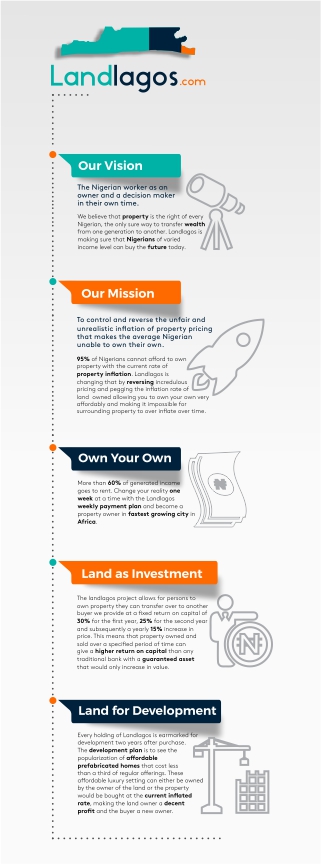 Landlagos.com
Our Vision
The Nigerian worker as an
owner and a decision maker
in their own time.
We believe that property is the right of every
Nigerian, the only sure way to transfer wealth
from one generation to another. Landlagos is
making sure that Nigerians of varied
income level can buy the future today.
Our Mission
To control and reverse the unfair and
unrealistic inflation of property pricing
that makes the average Nigerian
unable to own their own.
95% of Nigerians cannot afford to own
property with the current rate of
property inflation. Landlagos is
changing that by reversing incredulous
pricing and pegging the inflation rate of
land owned allowing you to own your own very
affordably and making it impossible for
surrounding property to over inflate over time.
Own Your Own
More than 60% of generated income
goes to rent. Change your reality one
week at a time with the Landlagos
weekly payment plan and become a
property owner in fastest growing city in
Africa.
₦
Land as Investment
The landlagos project allows for persons to
own property they can transfer over to another
buyer we provide at a fixed return on capital of
30% for the first year, 25% for the second year
and subsequently a yearly 15% increase in
price. This means that property owned and
sold over a specified period of time can
give a higher return on capital than any
traditional bank with a guaranteed asset
that would only increase in value.
₦
Land for Development
Every holding of Landlagos is earmarked for
development two years after purchase.
The development plan is to see the
popularization of affordable
prefabricated homes that cost less
than a third of regular offerings. These
affordable luxury setting can either be owned
by the owner of the land or the property
would be bought at the current inflated
rate, making the land owner a decent
profit and the buyer a new owner.